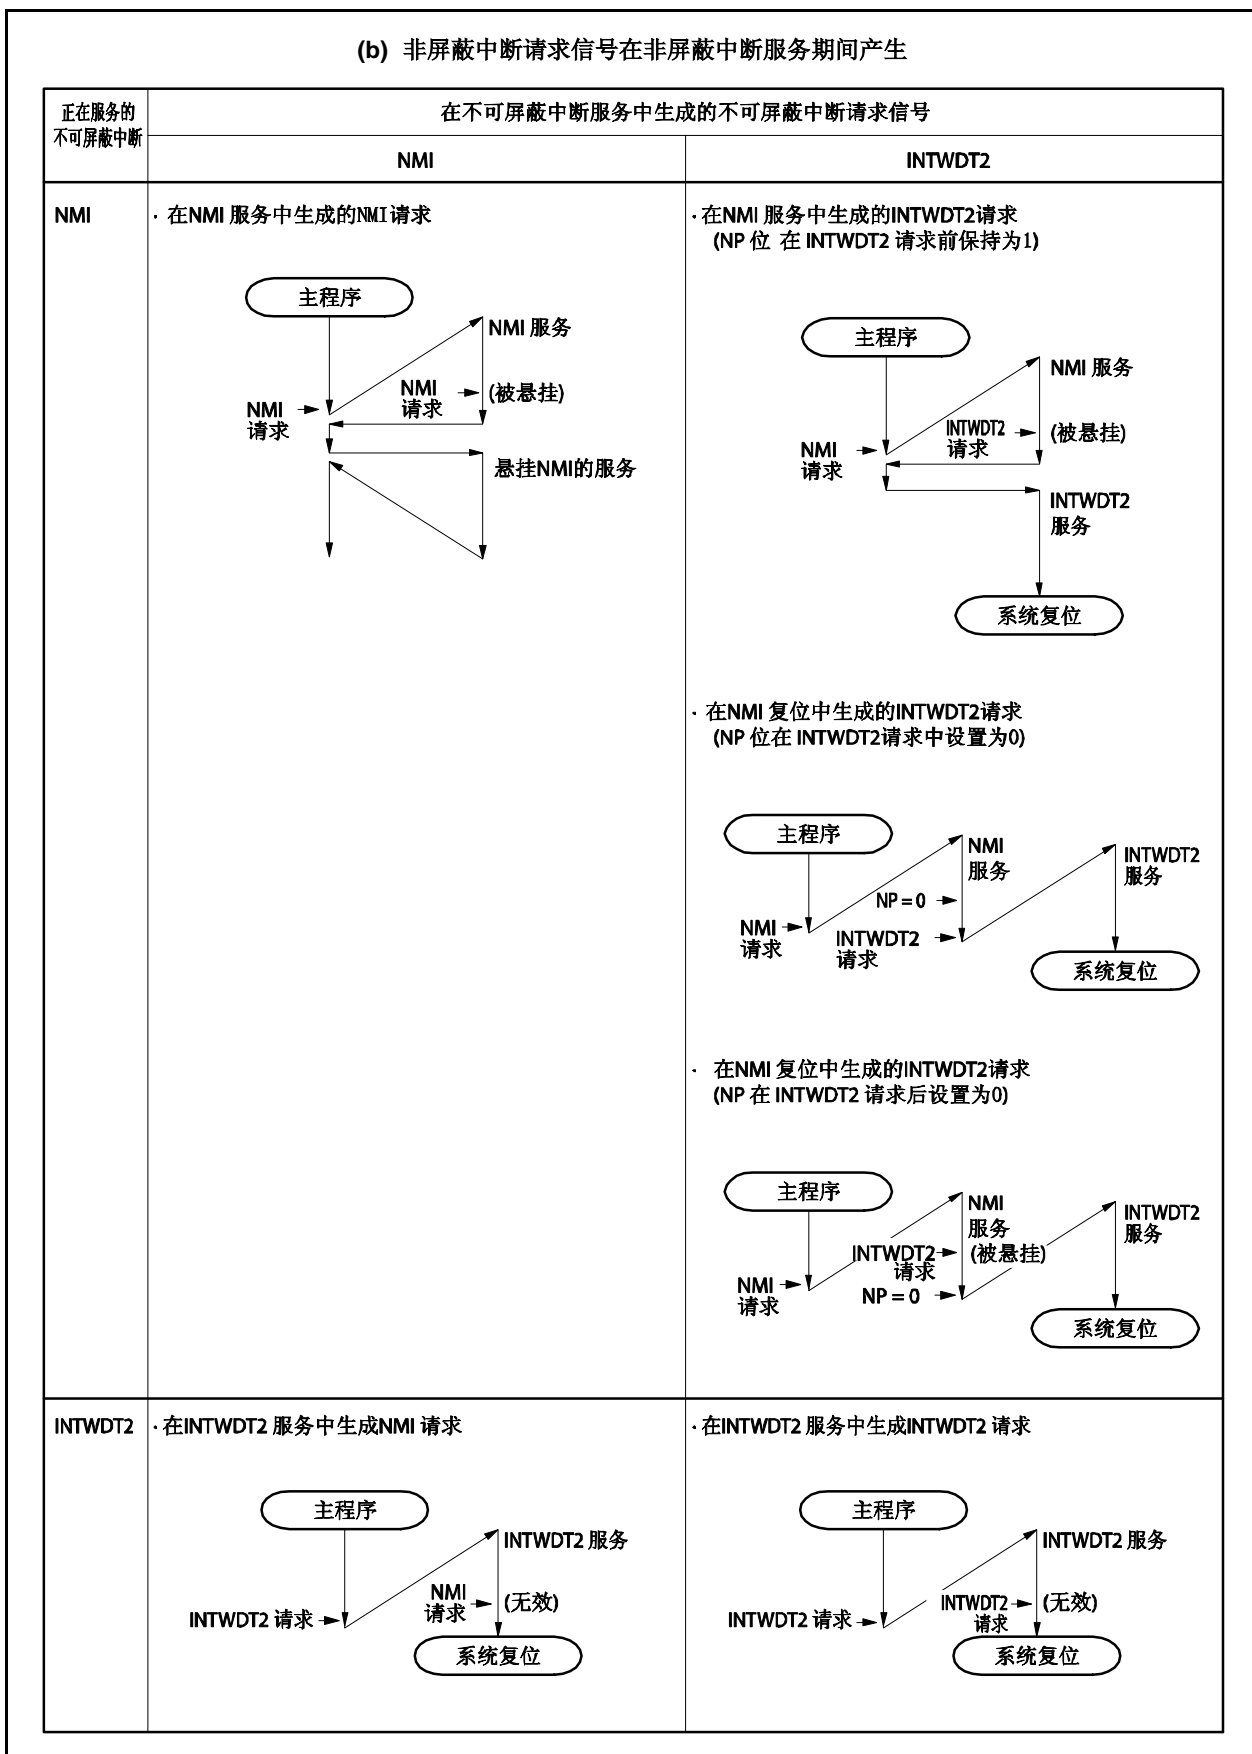 (b) 非屏蔽中断请求信号在非屏蔽中断服务期间产生
正在服务的
不可屏蔽中断
在不可屏蔽中断服务中生成的不可屏蔽中断请求信号
NMI
INTWDT2
NMI
· 在NMI 服务中生成的NMI请求
主程序
NMI 服务
NMI
请求
(被悬挂)
NMI
请求
悬挂NMI的服务
· 在NMI 服务中生成的INTWDT2请求
(NP 位 在 INTWDT2 请求前保持为1)
主程序
NMI 服务
INTWDT2
请求
(被悬挂)
NMI
请求
INTWDT2
服务
系统复位
· 在NMI 复位中生成的INTWDT2请求
(NP 位在 INTWDT2请求中设置为0)
主程序
NMI
服务
INTWDT2
服务
NP = 0
NMI
请求
INTWDT2
请求
系统复位
· 在NMI 复位中生成的INTWDT2请求
(NP 在 INTWDT2 请求后设置为0)
主程序
NMI
服务
(被悬挂)
INTWDT2
服务
INTWDT2
请求
NMI
请求
NP = 0
系统复位
INTWDT2
· 在INTWDT2 服务中生成NMI 请求
主程序
INTWDT2 服务
NMI
请求
(无效)
INTWDT2 请求
系统复位
· 在INTWDT2 服务中生成INTWDT2 请求
主程序
INTWDT2 服务
INTWDT2
请求
(无效)
INTWDT2 请求
系统复位